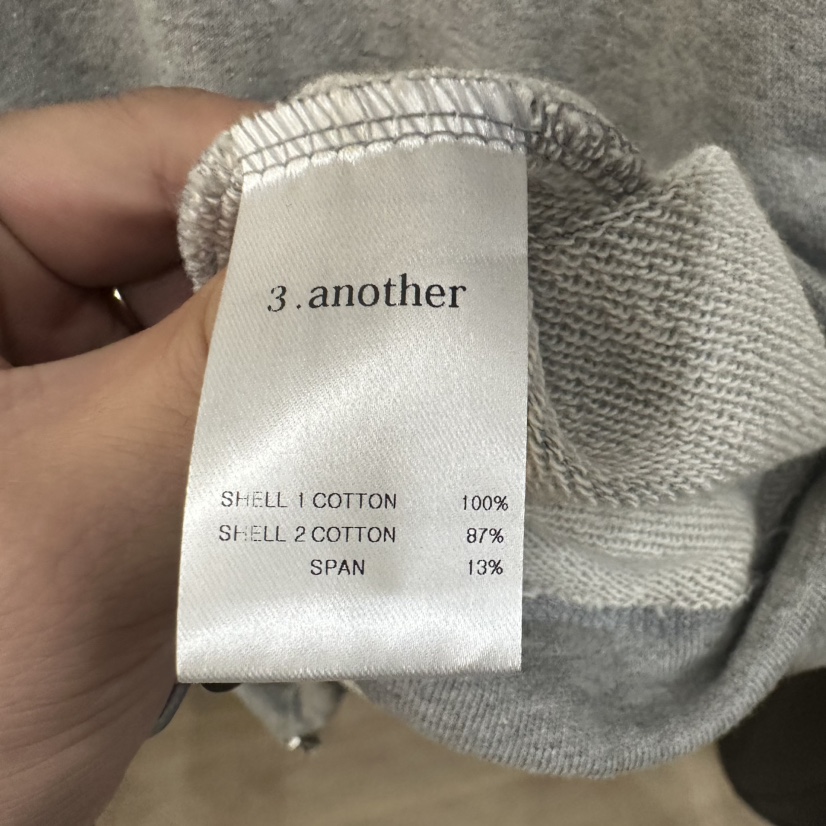 3.another
SHELL 1 COTTON 100%
SHELL 2 COTTON 87%
SPAN 13%